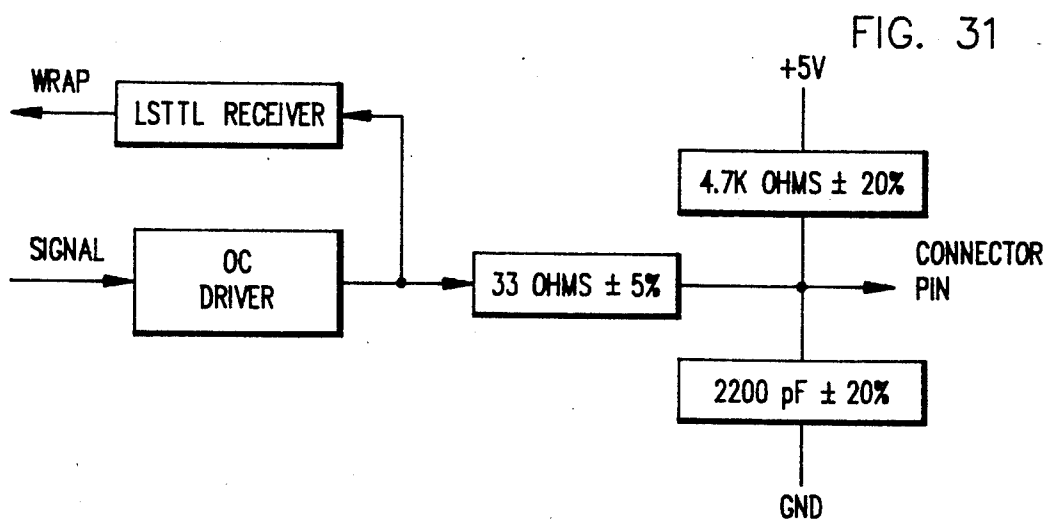 FIG. 31
+5V
WRAP
LSTTL RECEIVER
4.7K OHMS ± 20%
SIGNAL
OC
DRIVER
33 OHMS ± 5%
CONNECTOR
PIN
2200 pF ± 20%
GND